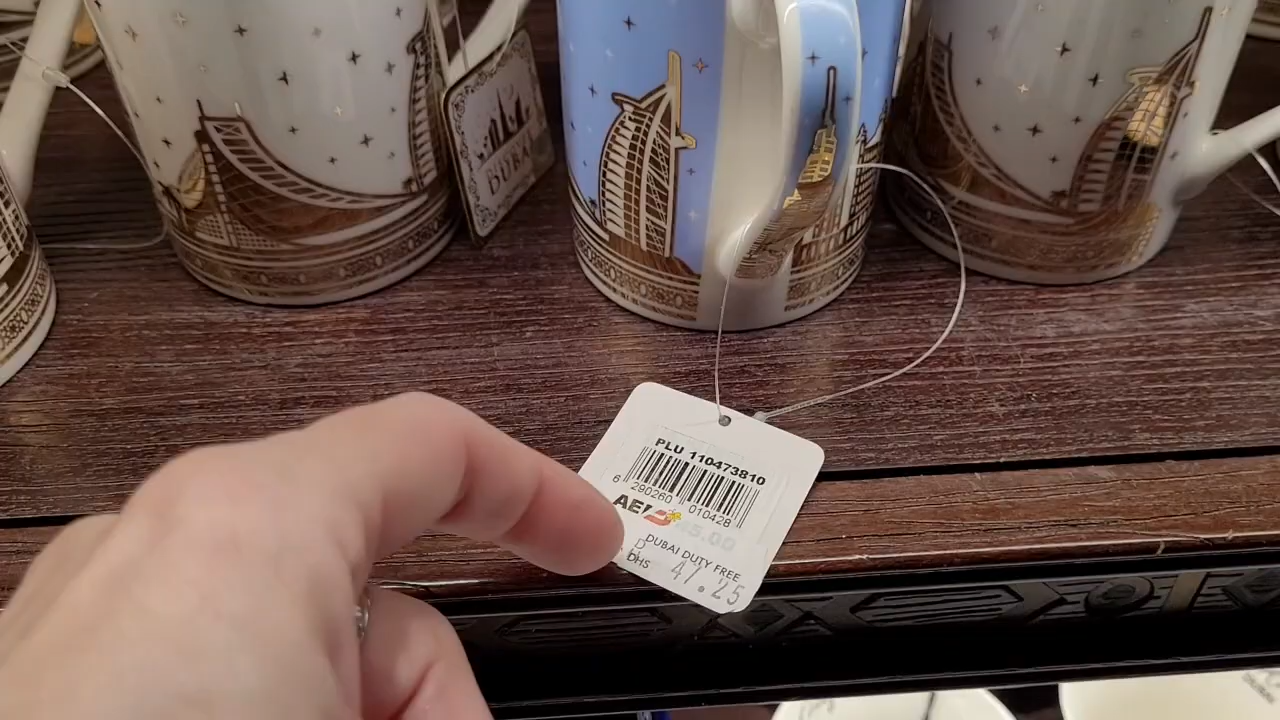 DUBAI
PLU 110473810
6 290260 010428
DUBAI DUTY FREE
DHS 47.25